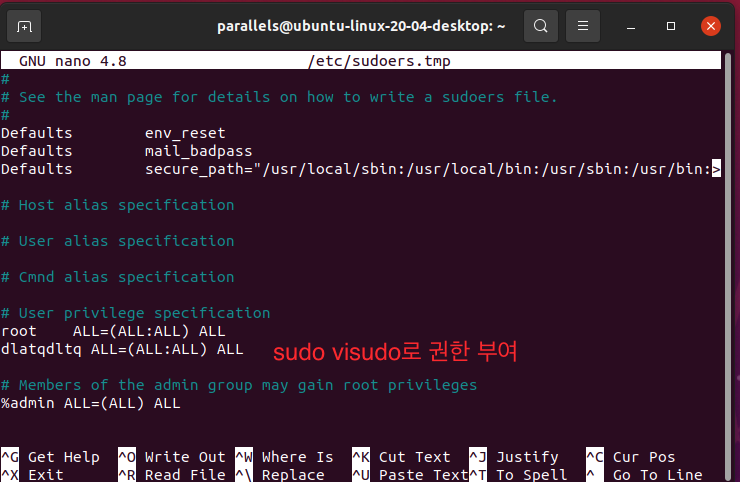 parallels@ubuntu-linux-20-04-desktop: ~
GNU nano 4.8 /etc/sudoers.tmp
#
# See the man page for details on how to write a sudoers file.
#
Defaults env_reset
Defaults mail_badpass
Defaults secure_path="/usr/local/sbin:/usr/local/bin:/usr/sbin:/usr/bin:>
# Host alias specification
# User alias specification
# Cmnd alias specification
# User privilege specification
root ALL=(ALL:ALL) ALL
dlatqdltq ALL=(ALL:ALL) ALL
sudo visudo로 권한 부여
# Members of the admin group may gain root privileges
%admin ALL=(ALL) ALL
^G Get Help ^O Write Out ^W Where Is ^K Cut Text ^J Justify ^C Cur Pos
^X Exit ^R Read File ^\ Replace ^U Paste Text ^T To Spell ^_ Go To Line